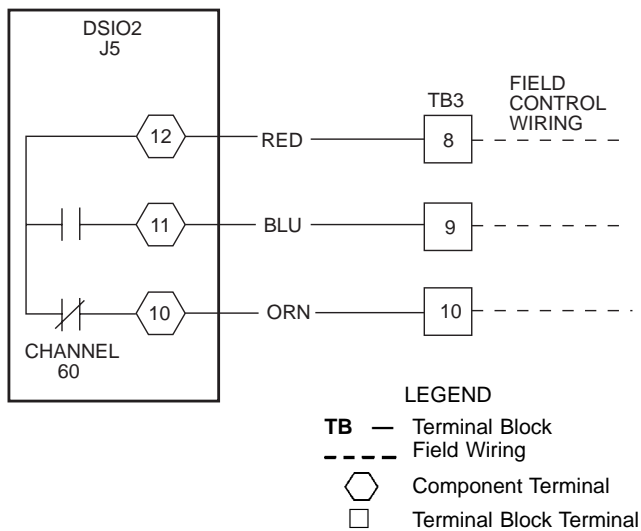 DSIO2
J5
FIELD
CONTROL
WIRING
TB3
12
RED
8
11
BLU
9
10
ORN
10
CHANNEL
60
LEGEND
TB — Terminal Block
Field Wiring
Component Terminal
Terminal Block Terminal